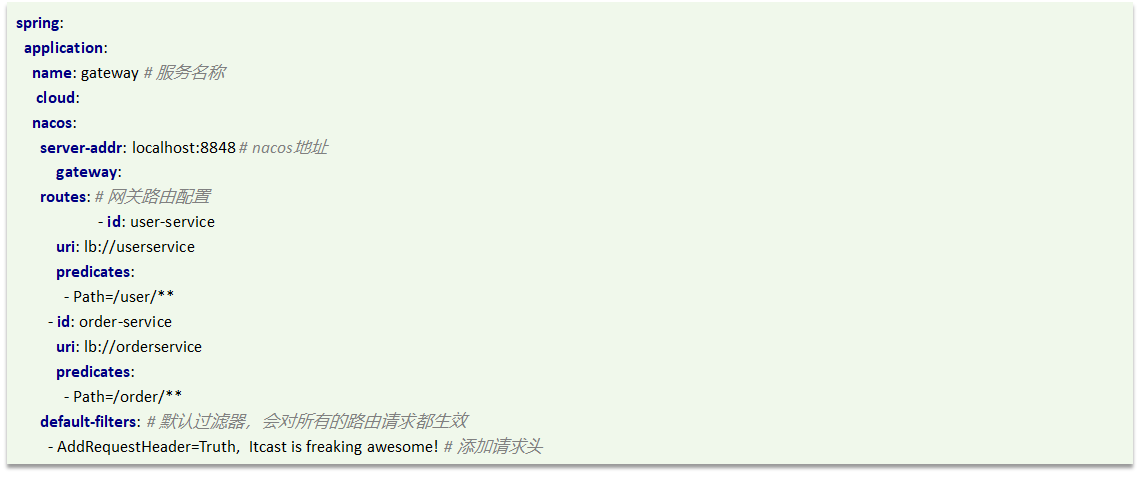 spring:
  application:
    name: gateway # 服务名称
     cloud:
    nacos:
      server-addr: localhost:8848 # nacos地址
          gateway:
      routes: # 网关路由配置
                    - id: user-service
          uri: lb://userservice
          predicates:
            - Path=/user/**
        - id: order-service
          uri: lb://orderservice
          predicates:
            - Path=/order/**
      default-filters: # 默认过滤器，会对所有的路由请求都生效
        - AddRequestHeader=Truth, Itcast is freaking awesome! # 添加请求头